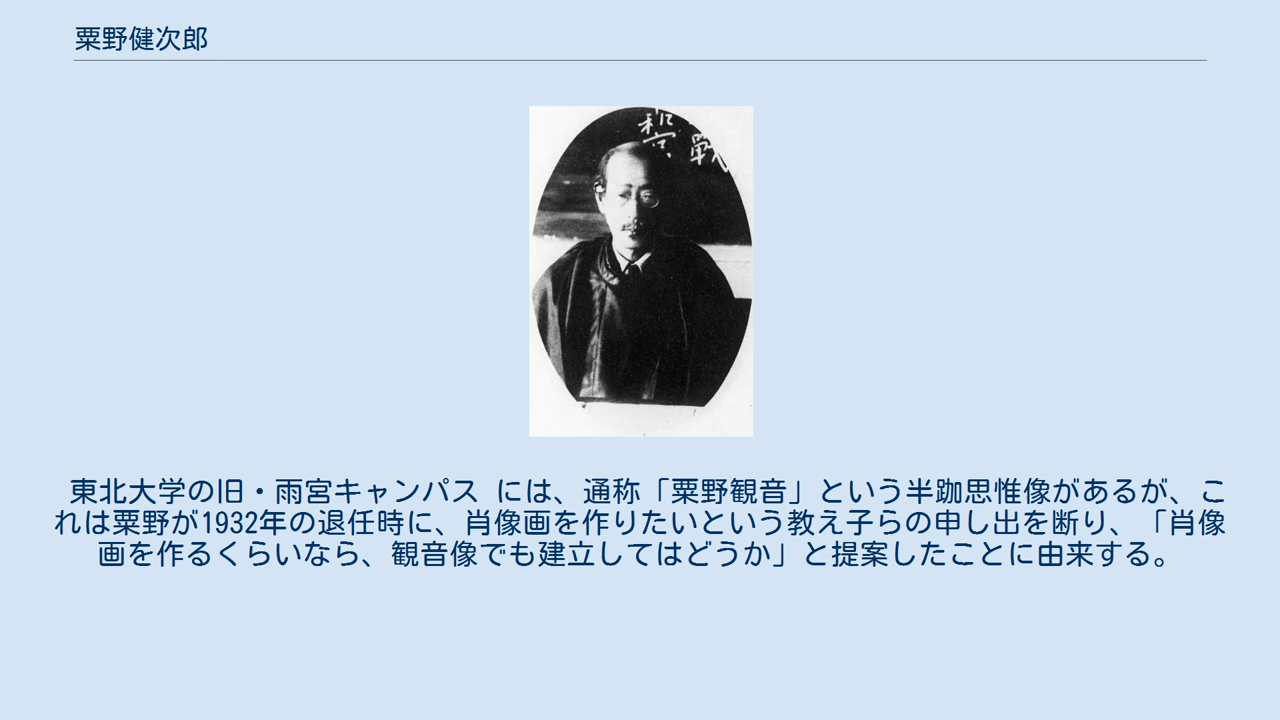 粟野健次郎
東北大学の旧・雨宮キャンパス には、通称「粟野観音」という半跏思惟像があるが、こ
れは粟野が1932年の退任時に、肖像画を作りたいという教え子らの申し出を断り、「肖像
画を作るくらいなら、観音像でも建立してはどうか」と提案したことに由来する。